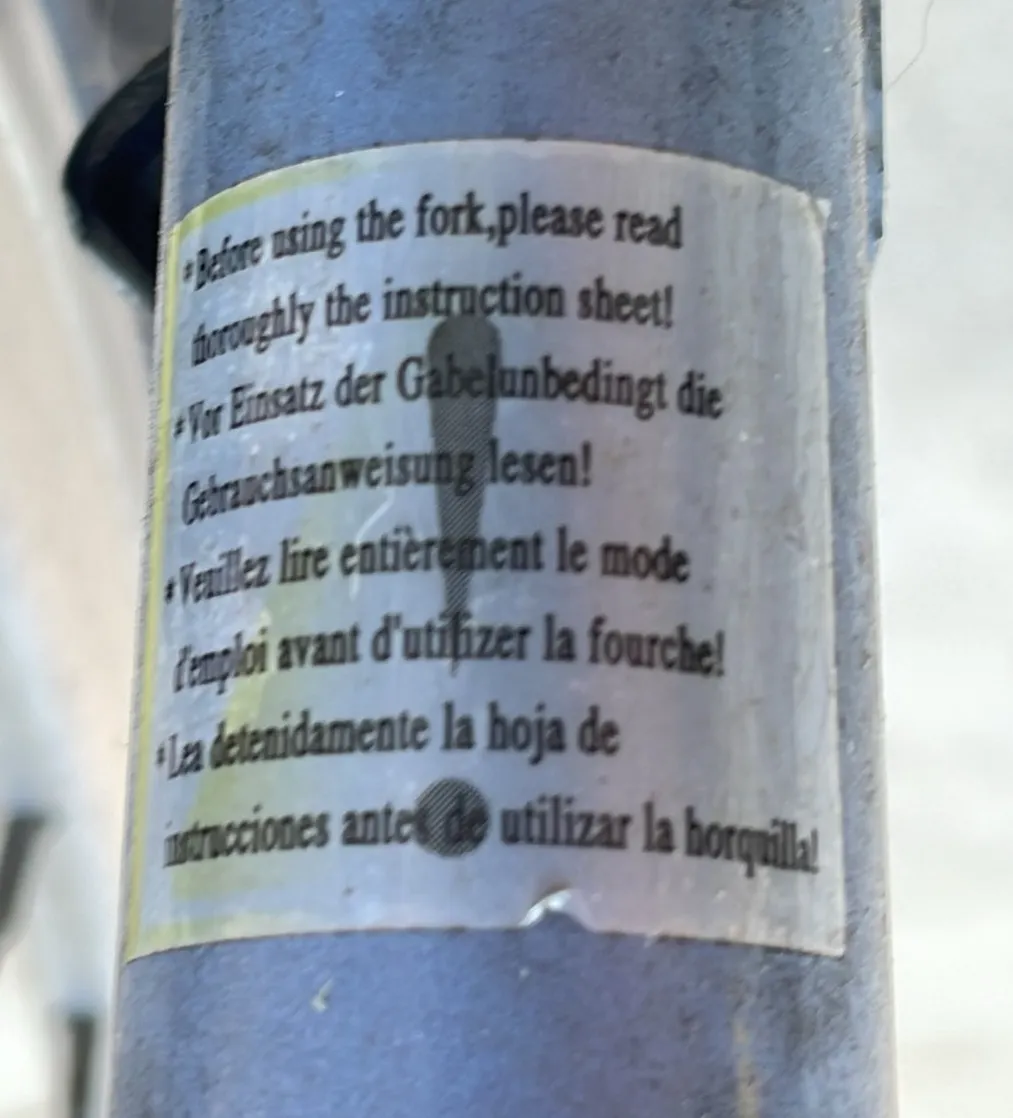 *Before using the fork,please read
thoroughly the instruction sheet!
*Vor Einsatz der Gabelunbedingt die
Gebrauchsanweisung lesen!
*Veuillez lire entièrement le mode
d'emploi avant d'utilizer la fourche!
*Lea detenidamente la hoja de
instrucciones antes de utilizar la horquilla!